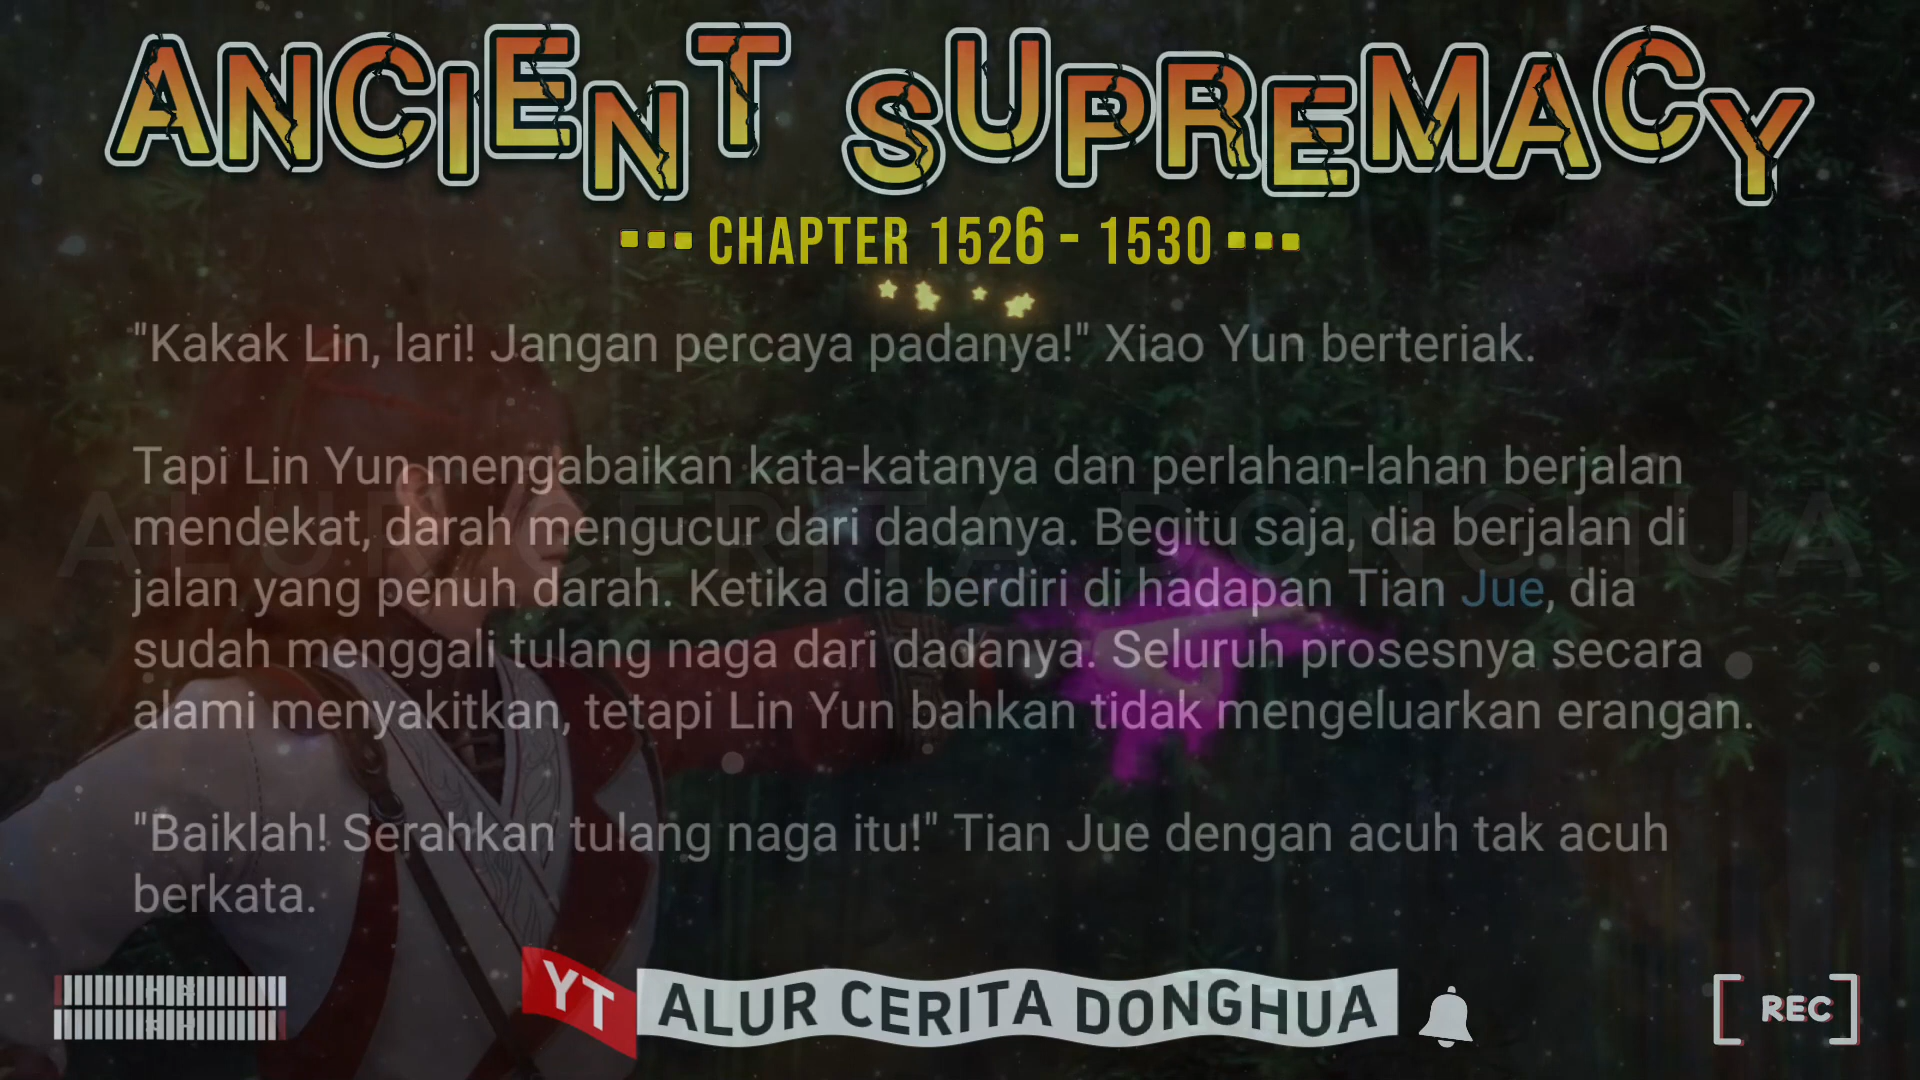 ANCIENT SUPREMACY
CHAPTER 1526 - 1530
"Kakak Lin, lari! Jangan percaya padanya!" Xiao Yun berteriak.
Tapi Lin Yun mengabaikan kata-katanya dan perlahan-lahan berjalan
mendekat, darah mengucur dari dadanya. Begitu saja, dia berjalan di
jalan yang penuh darah. Ketika dia berdiri di hadapan Tian Jue, dia
sudah menggali tulang naga dari dadanya. Seluruh prosesnya secara
alami menyakitkan, tetapi Lin Yun bahkan tidak mengeluarkan erangan.
"Baiklah! Serahkan tulang naga itu!" Tian Jue dengan acuh tak acuh
berkata.
ALUR CERITA DONGHUA
YT ALUR CERITA DONGHUA
REC